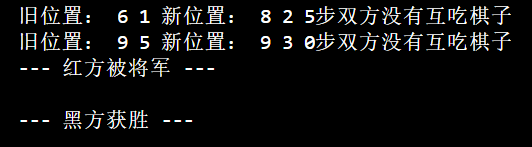 旧位置： 6 1 新位置： 8 2 5步双方没有互吃棋子
旧位置： 9 5 新位置： 9 3 0步双方没有互吃棋子
--- 红方被将军 ---
--- 黑方获胜 ---